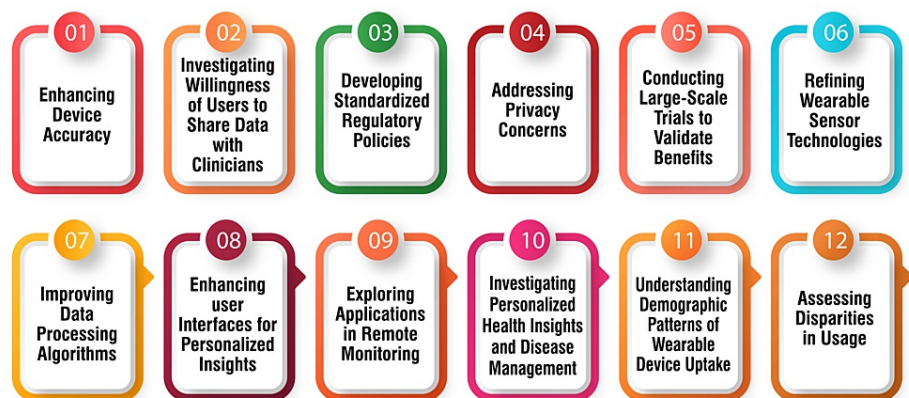 01
Enhancing
Device
Accuracy
02
Investigating
Willingness
of Users to
Share Data
with
Clinicians
03
Developing
Standardized
Regulatory
Policies
04
Addressing
Privacy
Concerns
05
Conducting
Large-Scale
Trials to
Validate
Benefits
06
Refining
Wearable
Sensor
Technologies
07
Improving
Data
Processing
Algorithms
08
Enhancing
user
Interfaces for
Personalized
Insights
09
Exploring
Applications
in Remote
Monitoring
10
Investigating
Personalized
Health Insights
and Disease
Management
11
Understanding
Demographic
Patterns of
Wearable
Device Uptake
12
Assessing
Disparities
in Usage